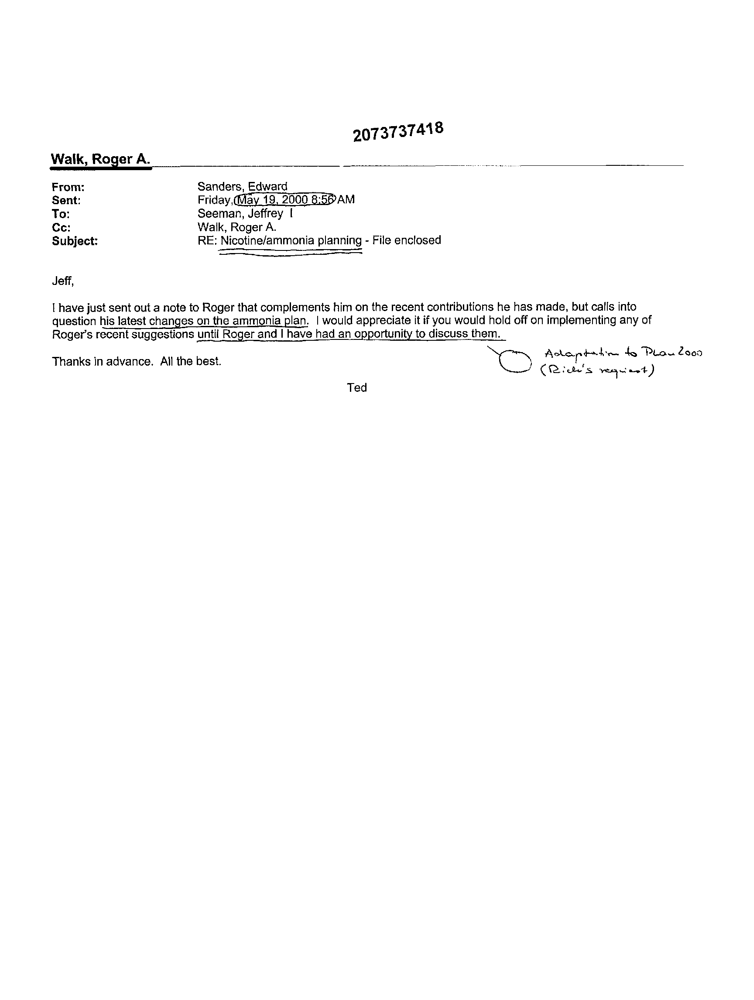 2073737418
Walk, Roger A.
From: Sanders, Edward
Sent: Friday, May 19, 2000 8:56 AM
To: Seeman, Jeffrey I
Cc: Walk, Roger A.
Subject: RE: Nicotine/ammonia planning - File enclosed
Jeff,
I have just sent out a note to Roger that complements him on the recent contributions he has made, but calls into
question his latest changes on the ammonia plan. I would appreciate it if you would hold off on implementing any of
Roger's recent suggestions until Roger and I have had an opportunity to discuss them.
Adaptation to Plan 2000
(Rick's request)
Thanks in advance. All the best.
Ted